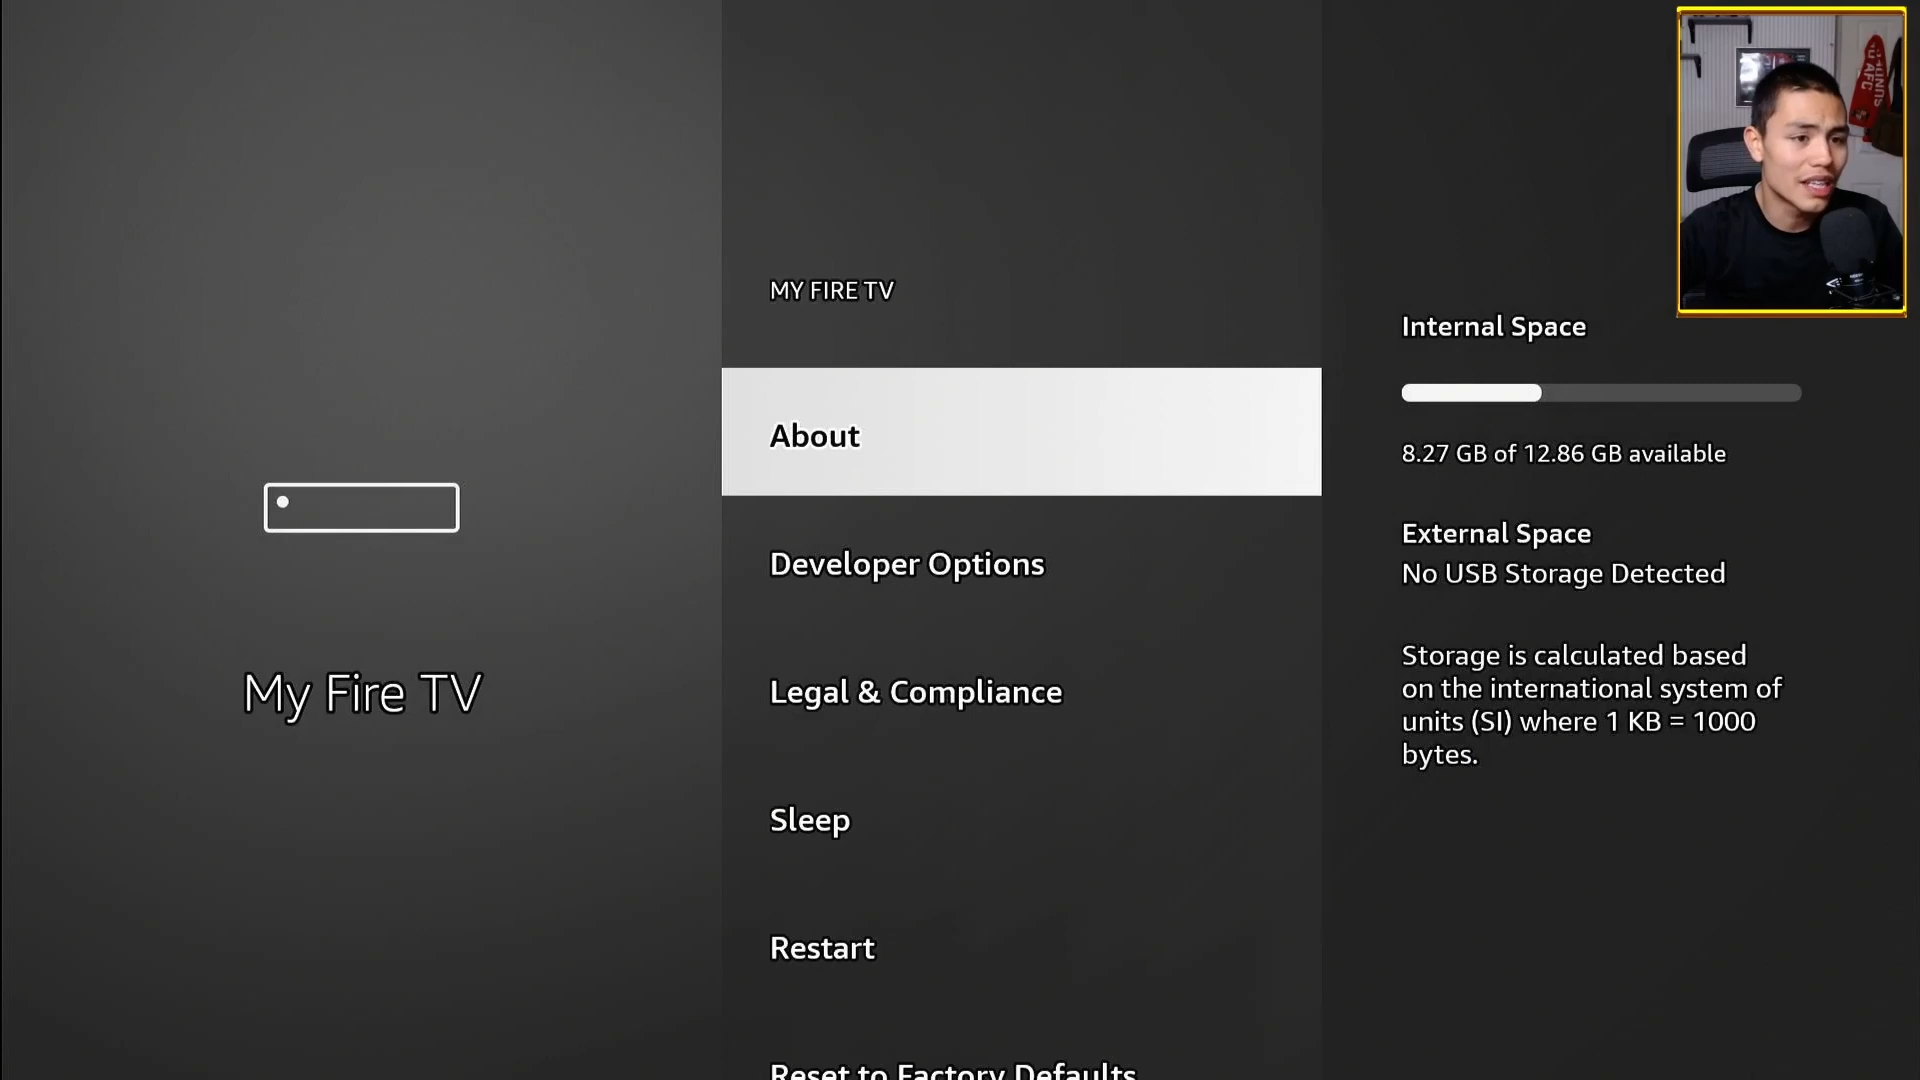 MY FIRE TV
About
Developer Options
Legal & Compliance
Sleep
Restart
Reset to Factory Defaults
My Fire TV
Internal Space
8.27 GB of 12.86 GB available
External Space
No USB Storage Detected
Storage is calculated based
on the international system of
units (SI) where 1 KB = 1000
bytes.